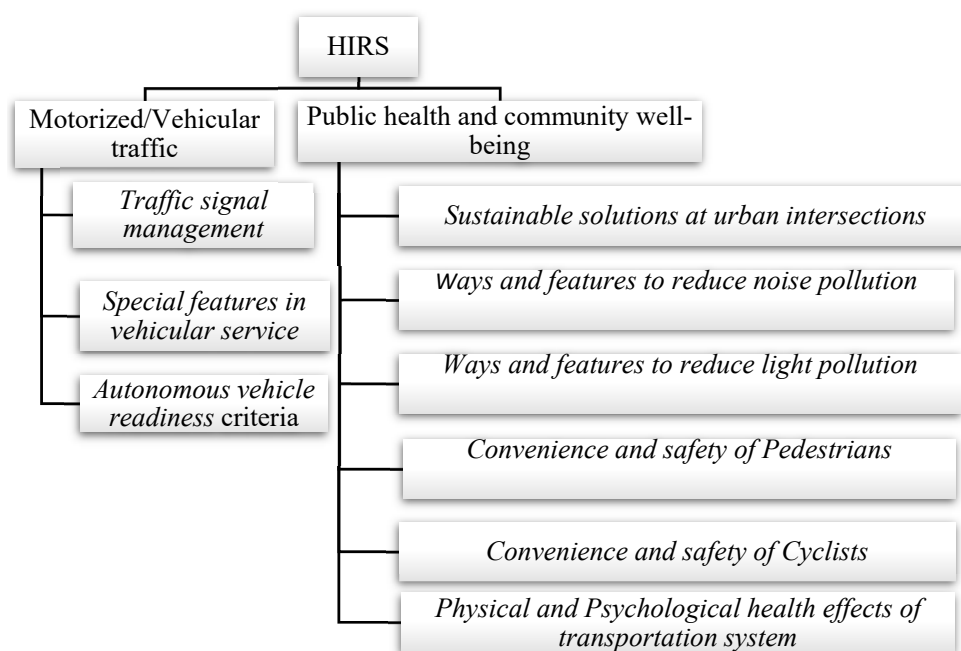 HIRS
Motorized/Vehicular
traffic
Traffic signal
management
Special features in
vehicular service
Autonomous vehicle
readiness criteria
Public health and community well-
being
Sustainable solutions at urban intersections
Ways and features to reduce noise pollution
Ways and features to reduce light pollution
Convenience and safety of Pedestrians
Convenience and safety of Cyclists
Physical and Psychological health effects of
transportation system